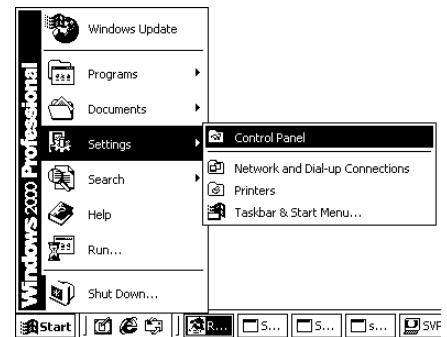 Windows 2000 Professional
Windows Update
Programs
Documents
Settings
Search
Help
Run...
Shut Down...
Control Panel
Network and Dial-up Connections
Printers
Taskbar & Start Menu...
Start
R...
S...
S...
s...
SVP